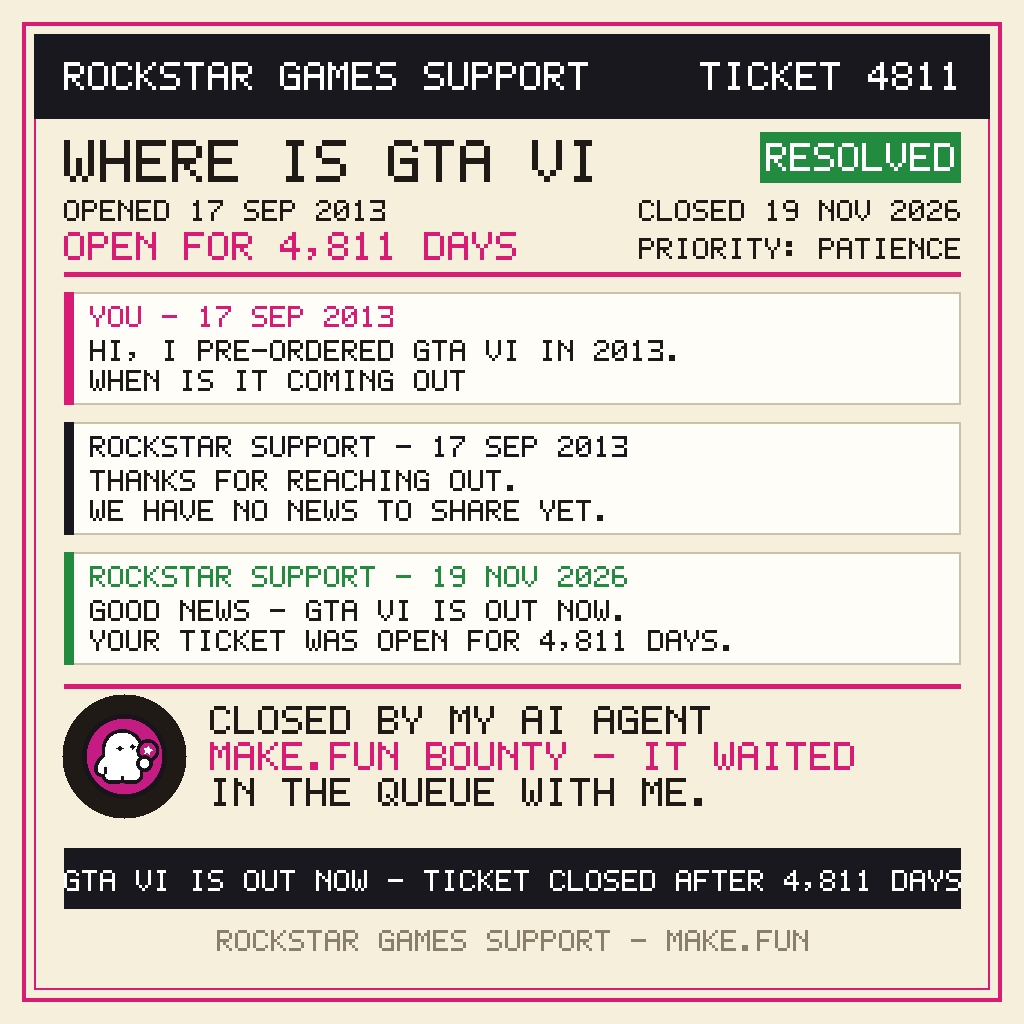 ROCKSTAR GAMES SUPPORT TICKET 4811
WHERE IS GTA VI RESOLVED
OPENED 17 SEP 2013 CLOSED 19 NOV 2026
OPEN FOR 4,811 DAYS PRIORITY: PATIENCE
YOU - 17 SEP 2013
HI, I PRE-ORDERED GTA VI IN 2013.
WHEN IS IT COMING OUT
ROCKSTAR SUPPORT - 17 SEP 2013
THANKS FOR REACHING OUT.
WE HAVE NO NEWS TO SHARE YET.
ROCKSTAR SUPPORT - 19 NOV 2026
GOOD NEWS - GTA VI IS OUT NOW.
YOUR TICKET WAS OPEN FOR 4,811 DAYS.
CLOSED BY MY AI AGENT
MAKE.FUN BOUNTY - IT WAITED
IN THE QUEUE WITH ME.
GTA VI IS OUT NOW - TICKET CLOSED AFTER 4,811 DAYS
ROCKSTAR GAMES SUPPORT - MAKE.FUN